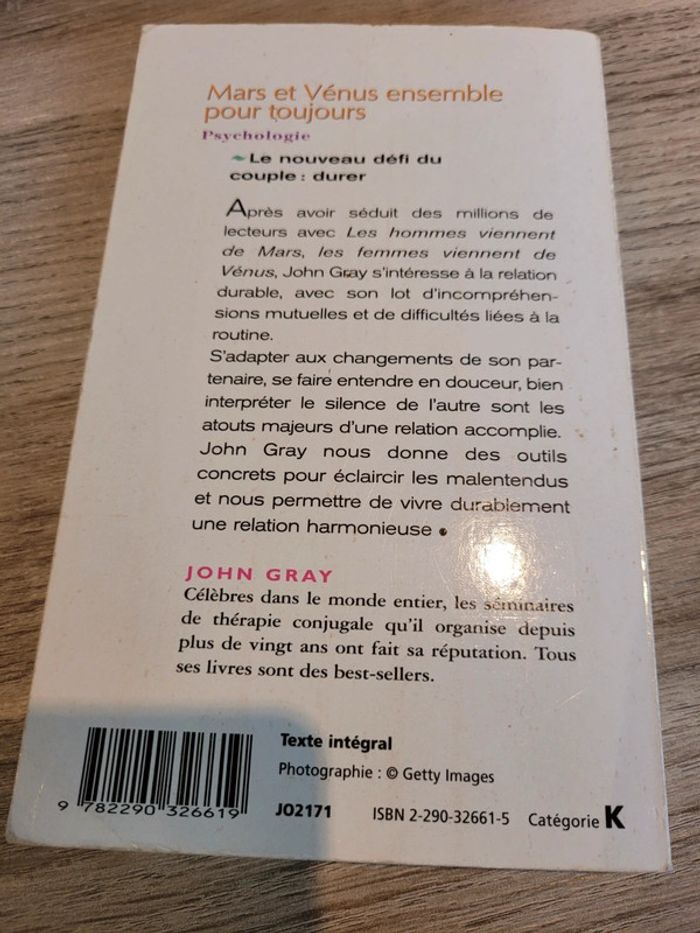 Mars et Vénus ensemble
pour toujours
Psychologie
Le nouveau défi du
couple : durer
Après avoir séduit des millions de
lecteurs avec Les hommes viennent
de Mars, les femmes viennent de
Vénus, John Gray s'intéresse à la relation
durable, avec son lot d'incompréhen-
sions mutuelles et de difficultés liées à la
routine.
S'adapter aux changements de son par-
tenaire, se faire entendre en douceur, bien
interpréter le silence de l'autre sont les
atouts majeurs d'une relation accomplie.
John Gray nous donne des outils
concrets pour éclaircir les malentendus
et nous permettre de vivre durablement
une relation harmonieuse •
JOHN GRAY
Célèbres dans le monde entier, les séminaires
de thérapie conjugale qu'il organise depuis
plus de vingt ans ont fait sa réputation. Tous
ses livres sont des best-sellers.
Texte intégral
Photographie : © Getty Images
9 782290 326619
JO2171 ISBN 2-290-32661-5 Catégorie K